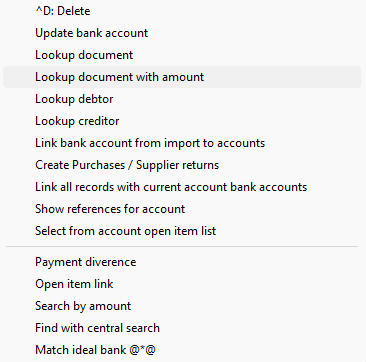 ^D: Delete
Update bank account
Lookup document
Lookup document with amount
Lookup debtor
Lookup creditor
Link bank account from import to accounts
Create Purchases / Supplier returns
Link all records with current account bank accounts
Show references for account
Select from account open item list
Payment diverence
Open item link
Search by amount
Find with central search
Match ideal bank @*@